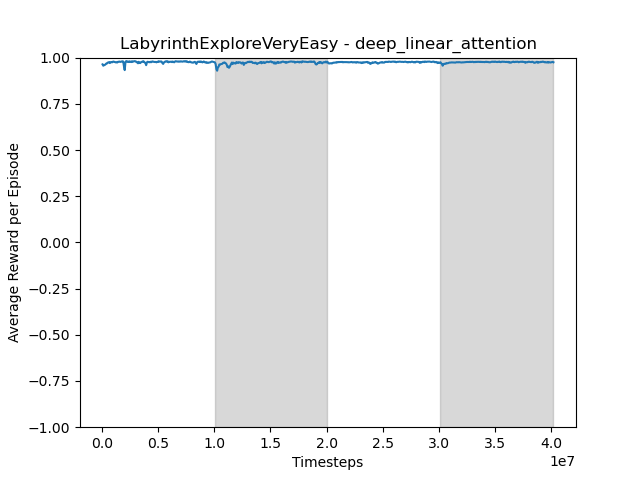 LabyrinthExploreVeryEasy - deep_linear_attention
1.00
0.75
0.50
0.25
0.00
−0.25
−0.50
−0.75
−1.00
Average Reward per Episode
0.0 0.5 1.0 1.5 2.0 2.5 3.0 3.5 4.0
1e7
Timesteps